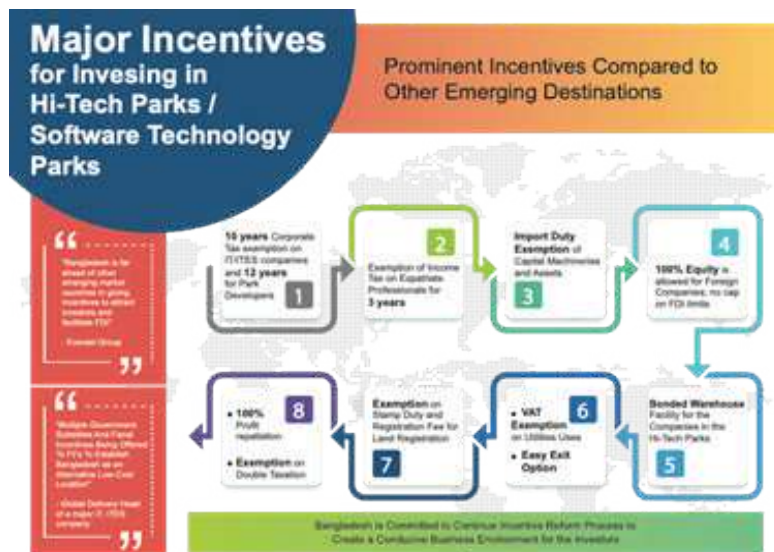 Major Incentives
for Invesing in
Hi-Tech Parks /
Software Technology
Parks
Prominent Incentives Compared to
Other Emerging Destinations
“
"Bangladesh is far
ahead of other
emerging market
countries in giving
incentives to attract
investors and
facilitate FDI"
- Everest Group
”
“
"Multiple Government
Subsidies And Fiscal
Incentives Being Offered
To Establish
Bangladesh as an
Alternative Low Cost
Location"
- Global Delivery Head
of a major IT / ITES
company
”
10 years Corporate
Tax exemption on
IT/ITES companies
and 12 years
for Park
Developers
1
2
Exemption of Income
Tax on Expatriate
Professionals for
3 years
Import Duty
Exemption of
Capital Machineries
and Assets
3
4
100% Equity is
allowed for Foreign
Companies; no cap
on FDI limits
Bonded Warehouse
Facility for the
Companies in the
Hi-Tech Parks
5
6
• VAT
Exemption
on Utilities Uses
• Easy Exit
Option
Exemption on
Stamp Duty and
Registration Fee for
Land Registration
7
8
• 100%
Profit
repatiation
• Exemption on
Double Taxation
Bangladesh is Committed to Continue Incentive Reform Process to
Create a Conducive Business Environment for the Investors